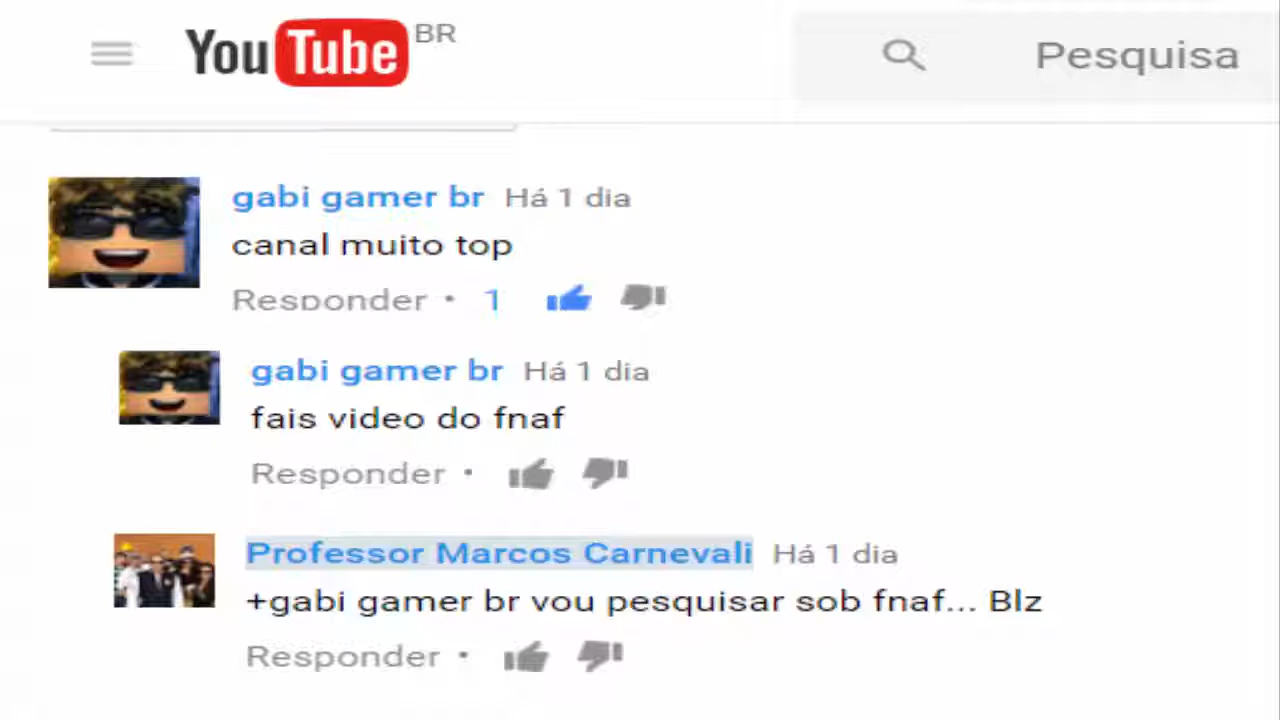 YouTube BR
Pesquisa
gabi gamer br Há 1 dia
canal muito top
Responder • 1
gabi gamer br Há 1 dia
fais video do fnaf
Responder •
Professor Marcos Carnevali Há 1 dia
+gabi gamer br vou pesquisar sob fnaf... Blz
Responder •